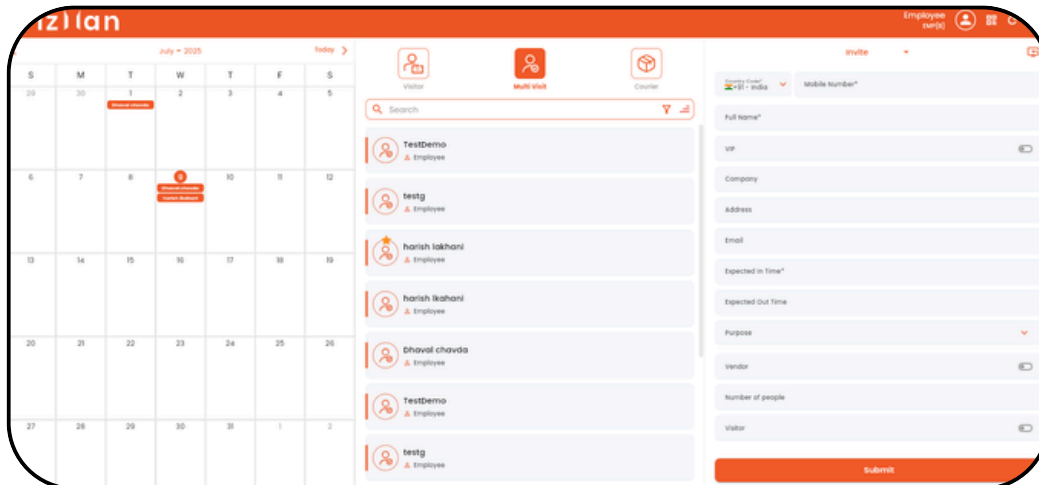 Employee
EMP(8)
July 2025
Today
S M T W T F S
29 30 1 2 3 4 5
Dhaval chavda
6 7 8 9 10 11 12
Dhaval chavda
harish lkahani
13 14 15 16 17 18 19
20 21 22 23 24 25 26
27 28 29 30 31 1 2
Visitor
Multi Visit
Courier
Search
TestDemo
Employee
testg
Employee
harish lakhani
Employee
harish lkahani
Employee
Dhaval chavda
Employee
TestDemo
Employee
testg
Employee
Invite
Country Code*
+91 - India
Mobile Number*
Full Name*
VIP
Company
Address
Email
Expected In Time*
Expected Out Time
Purpose
Vendor
Number of people
Visitor
Submit